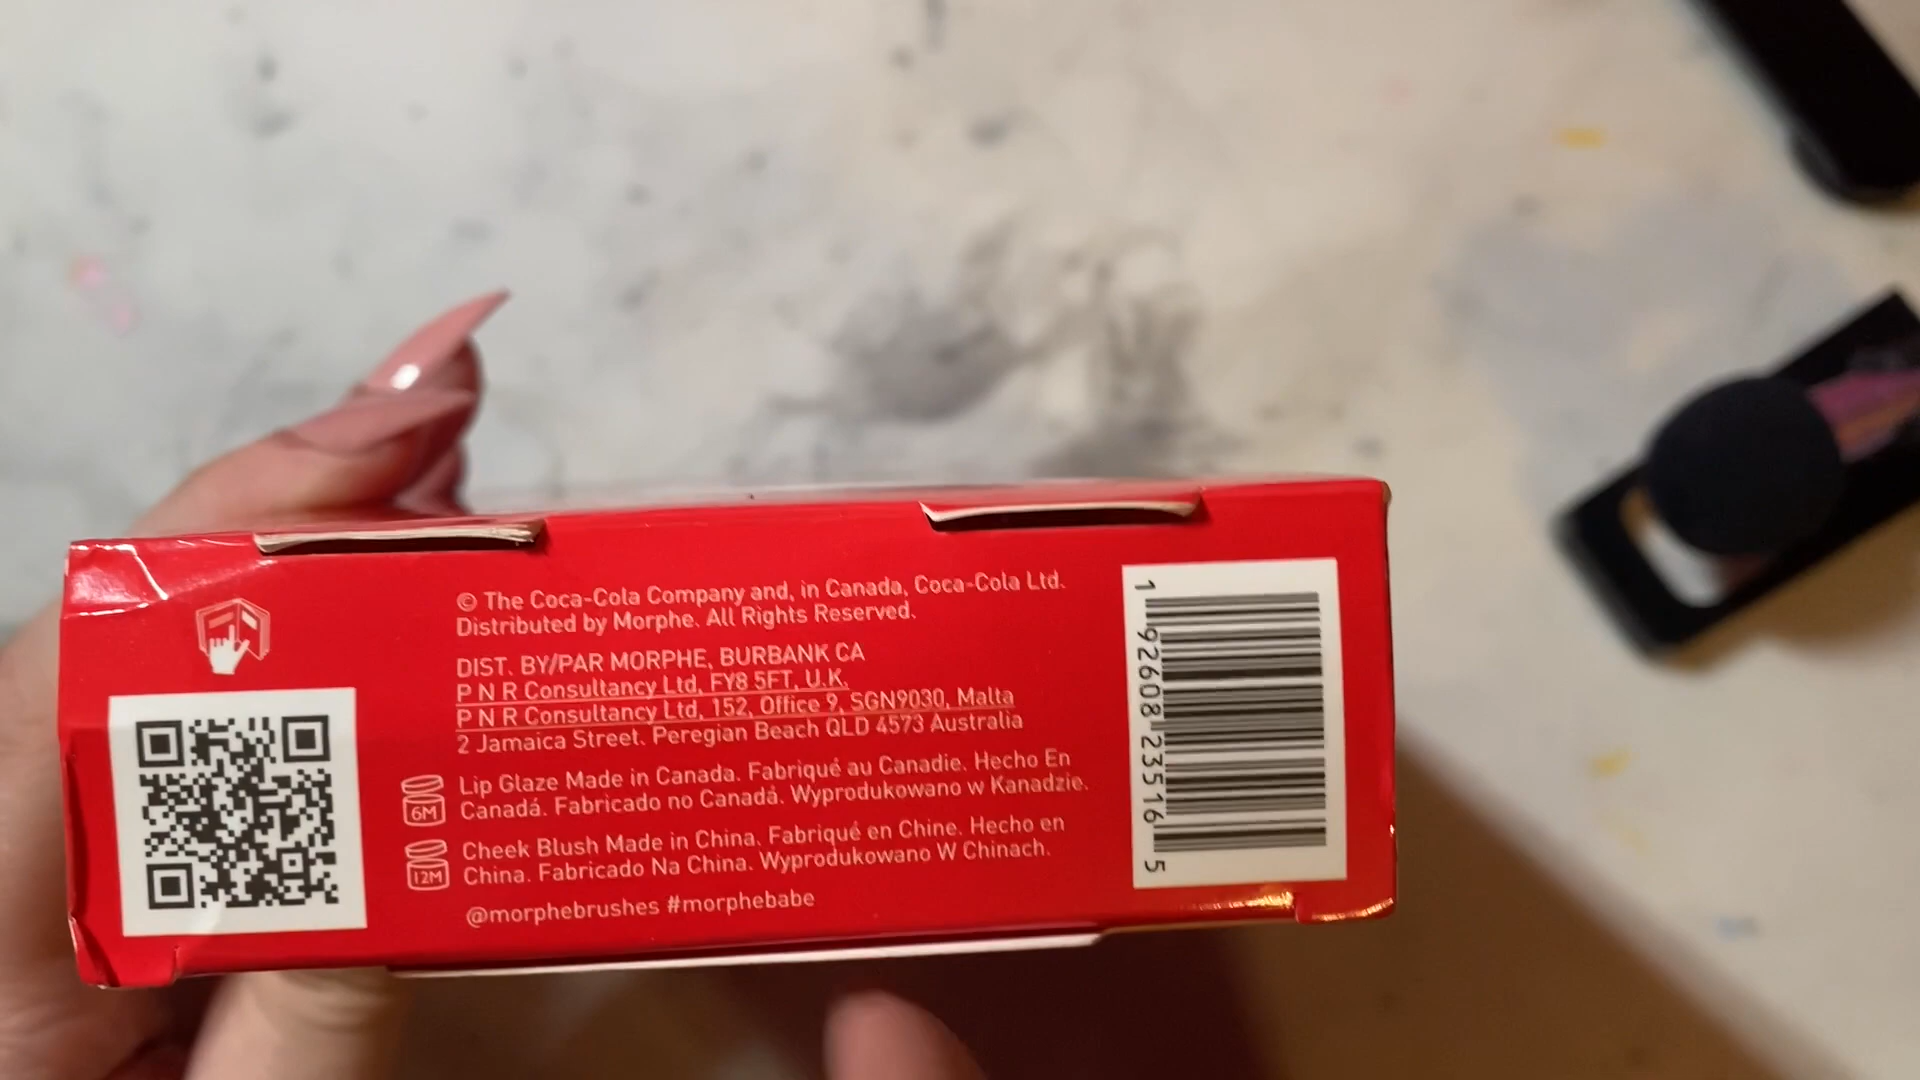 © The Coca-Cola Company and, in Canada, Coca-Cola Ltd.
Distributed by Morphe. All Rights Reserved.
DIST. BY/PAR MORPHE, BURBANK CA
P N R Consultancy Ltd, FY8 5FT, U.K.
P N R Consultancy Ltd, 152, Office 9, SGN9030, Malta
2 Jamaica Street. Peregian Beach QLD 4573 Australia
6M
Lip Glaze Made in Canada. Fabriqué au Canadie. Hecho En
Canadá. Fabricado no Canadá. Wyprodukowano w Kanadzie.
12M
Cheek Blush Made in China. Fabriqué en Chine. Hecho en
China. Fabricado Na China. Wyprodukowano W Chinach.
@morphebrushes #morphebabe
1 92608 23516 5